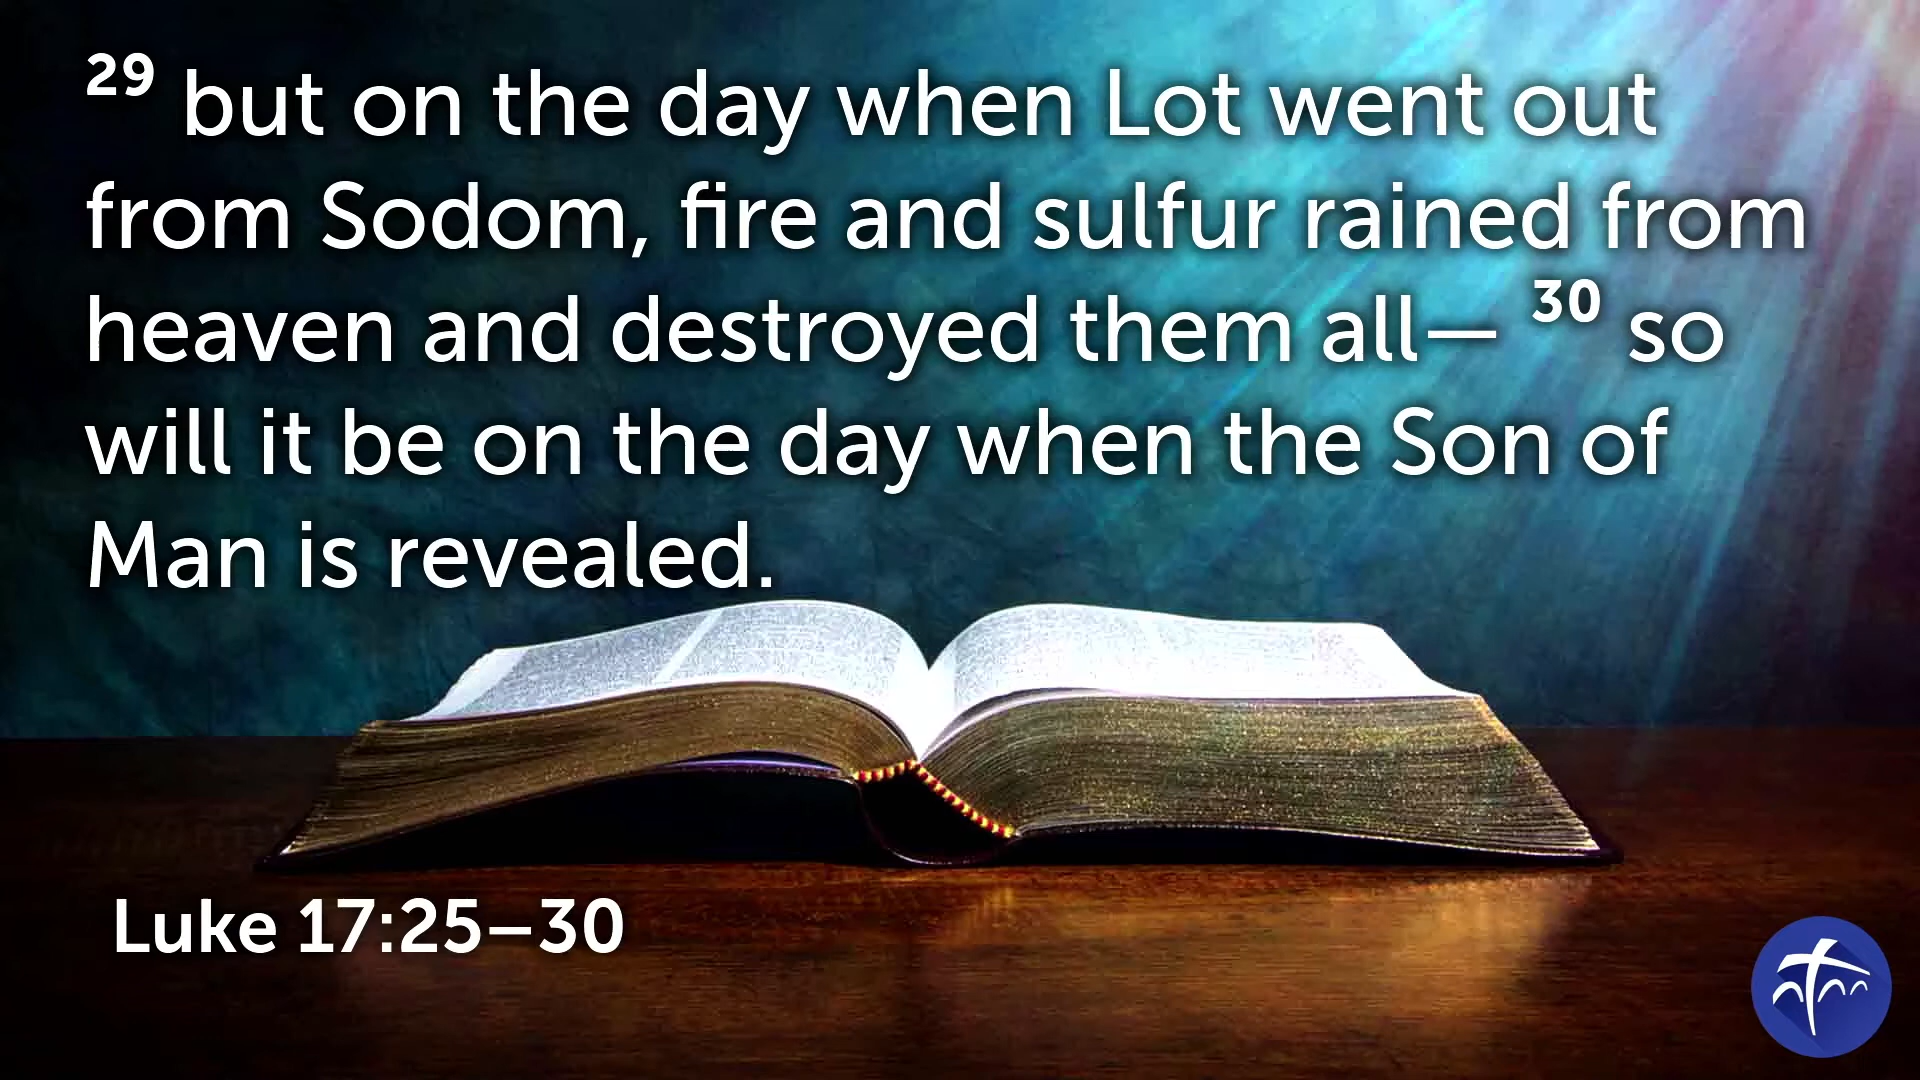 29 but on the day when Lot went out
from Sodom, fire and sulfur rained from
heaven and destroyed them all— 30 so
will it be on the day when the Son of
Man is revealed.
Luke 17:25–30